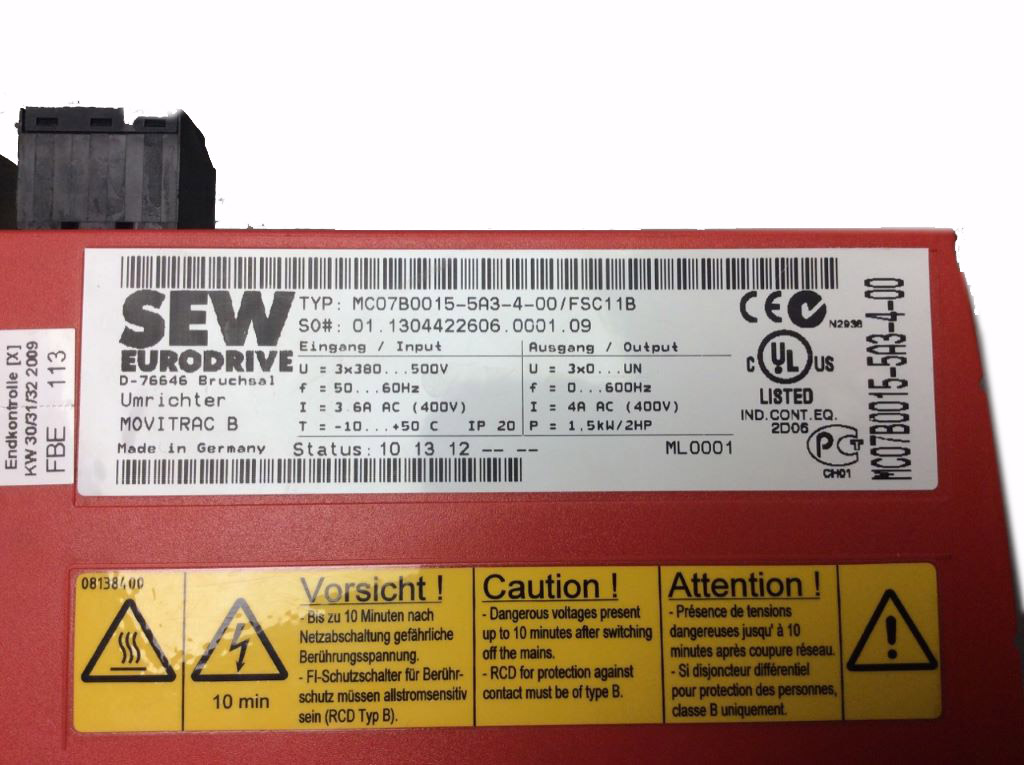 SEW
EURODRIVE
D-76646 Bruchsal
Umrichter
MOVITRAC B
Made in Germany
TYP: MC07B0015-5A3-4-00/FSC11B
SO#: 01.1304422606.0001.09
Eingang / Input
U = 3x380...500V
f = 50...60Hz
I = 3.6A AC (400V)
T = -10...+50 C IP 20
Ausgang / Output
U = 3x0...UN
f = 0...600Hz
I = 4A AC (400V)
P = 1.5kW/2HP
Status: 10 13 12 -- --
ML0001
CE
N2936
C UL US
LISTED
IND.CONT.EQ.
2D06
PCT
CH01
MC07B0015-5A3-4-00
Endkontrolle [X]
KW 30/31/32 2009
FBE 113
08138400
10 min
Vorsicht !
- Bis zu 10 Minuten nach
Netzabschaltung gefährliche
Berührungsspannung.
- FI-Schutzschalter für Berühr-
schutz müssen allstromsensitiv
sein (RCD Typ B).
Caution !
- Dangerous voltages present
up to 10 minutes after switching
off the mains.
- RCD for protection against
contact must be of type B.
Attention !
- Présence de tensions
dangereuses jusqu' à 10
minutes après coupure réseau.
- Si disjoncteur différentiel
pour protection des personnes,
classe B uniquement.